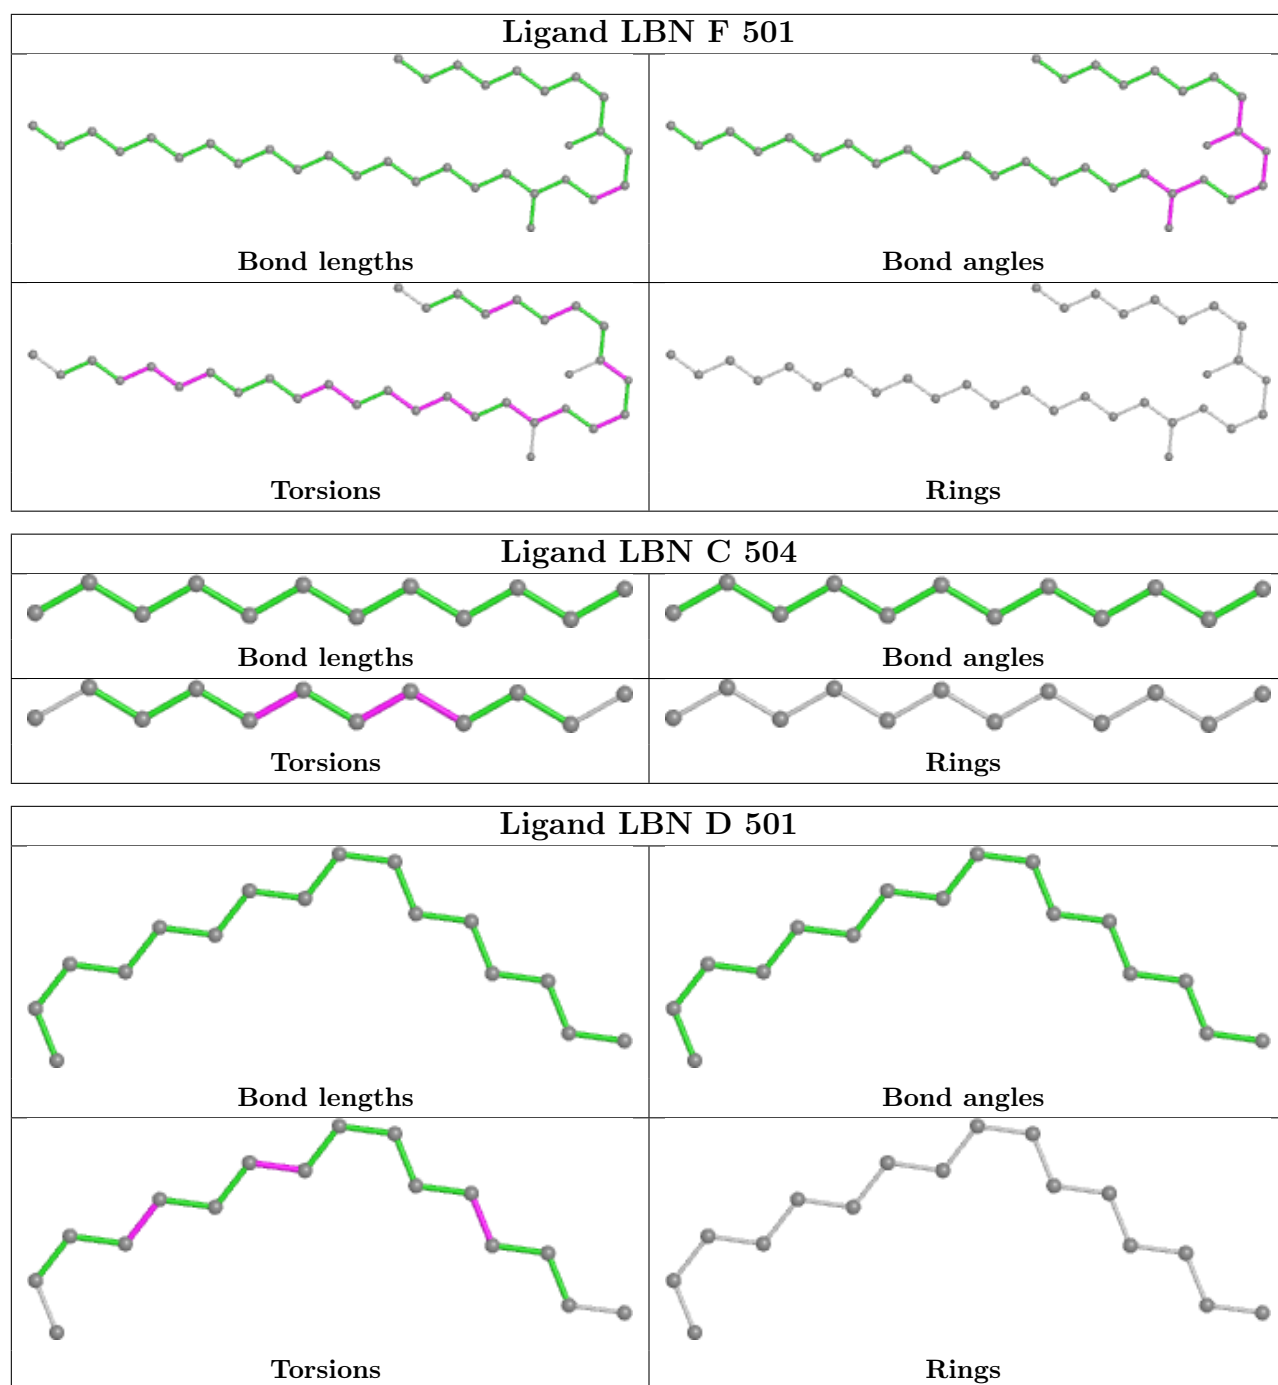 Ligand LBN F 501
Bond lengths
Bond angles
Torsions
Rings
Ligand LBN C 504
Bond lengths
Bond angles
Torsions
Rings
Ligand LBN D 501
Bond lengths
Bond angles
Torsions
Rings